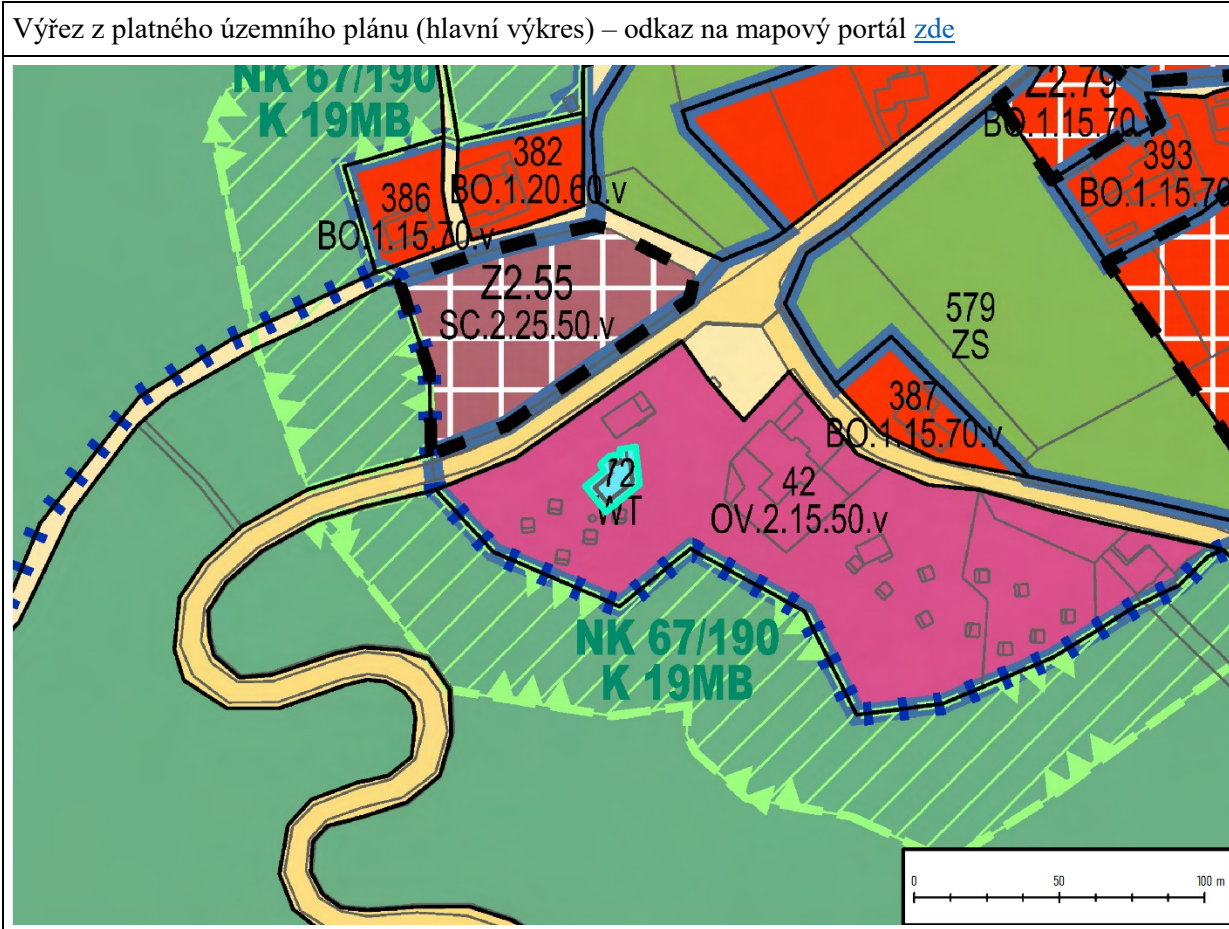 Výřez z platného územního plánu (hlavní výkres) – odkaz na mapový portál zde
NK 67/190
K 19MB
Z2.79
BO.1.15.70.v
382
BO.1.20.60.v
393
BO.1.15.70
386
BO.1.15.70.v
Z2.55
SC.2.25.50.v
579
ZS
387
BO.1.15.70.v
72
WT
42
OV.2.15.50.v
NK 67/190
K 19MB
0 50 100 m